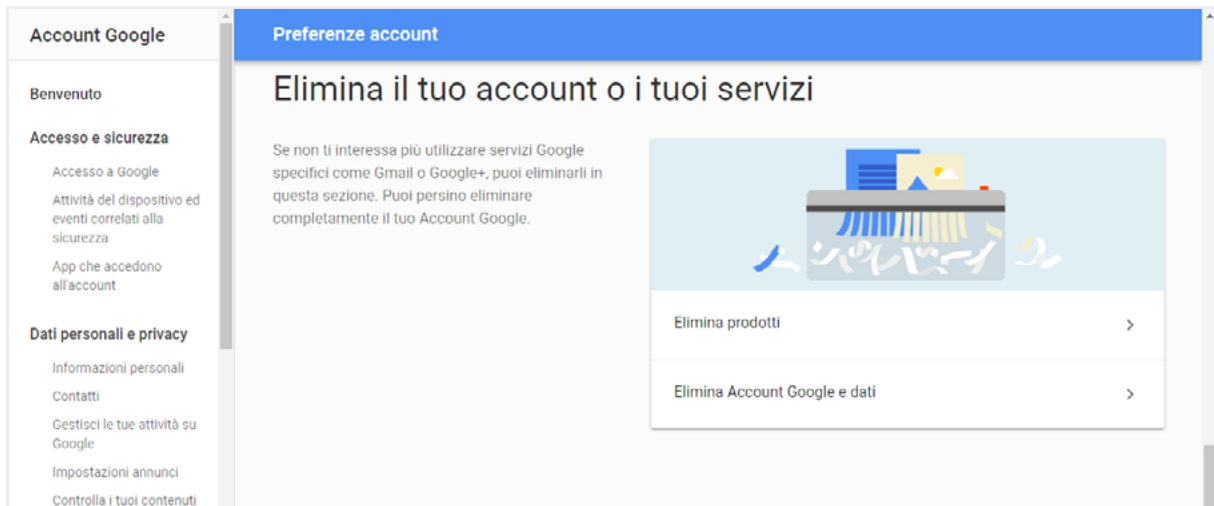 Account Google
Benvenuto
Accesso e sicurezza
Accesso a Google
Attività del dispositivo ed
eventi correlati alla
sicurezza
App che accedono
all'account
Dati personali e privacy
Informazioni personali
Contatti
Gestisci le tue attività su
Google
Impostazioni annunci
Controlla i tuoi contenuti
Preferenze account
Elimina il tuo account o i tuoi servizi
Se non ti interessa più utilizzare servizi Google
specifici come Gmail o Google+, puoi eliminarli in
questa sezione. Puoi persino eliminare
completamente il tuo Account Google.
Elimina prodotti
Elimina Account Google e dati